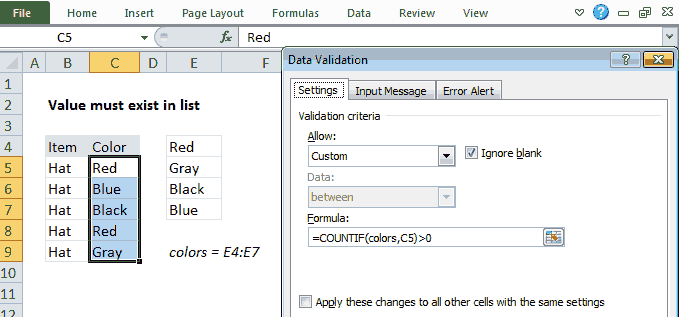 File Home Insert Page Layout Formulas Data Review View
C5 fx Red
A B C D E F
1
2 Value must exist in list
3
4 Item Color Red
5 Hat Red Gray
6 Hat Blue Black
7 Hat Black Blue
8 Hat Red
9 Hat Gray colors = E4:E7
10
11
12
Data Validation
Settings Input Message Error Alert
Validation criteria
Allow:
Custom Ignore blank
Data:
between
Formula:
=COUNTIF(colors,C5)>0
Apply these changes to all other cells with the same settings